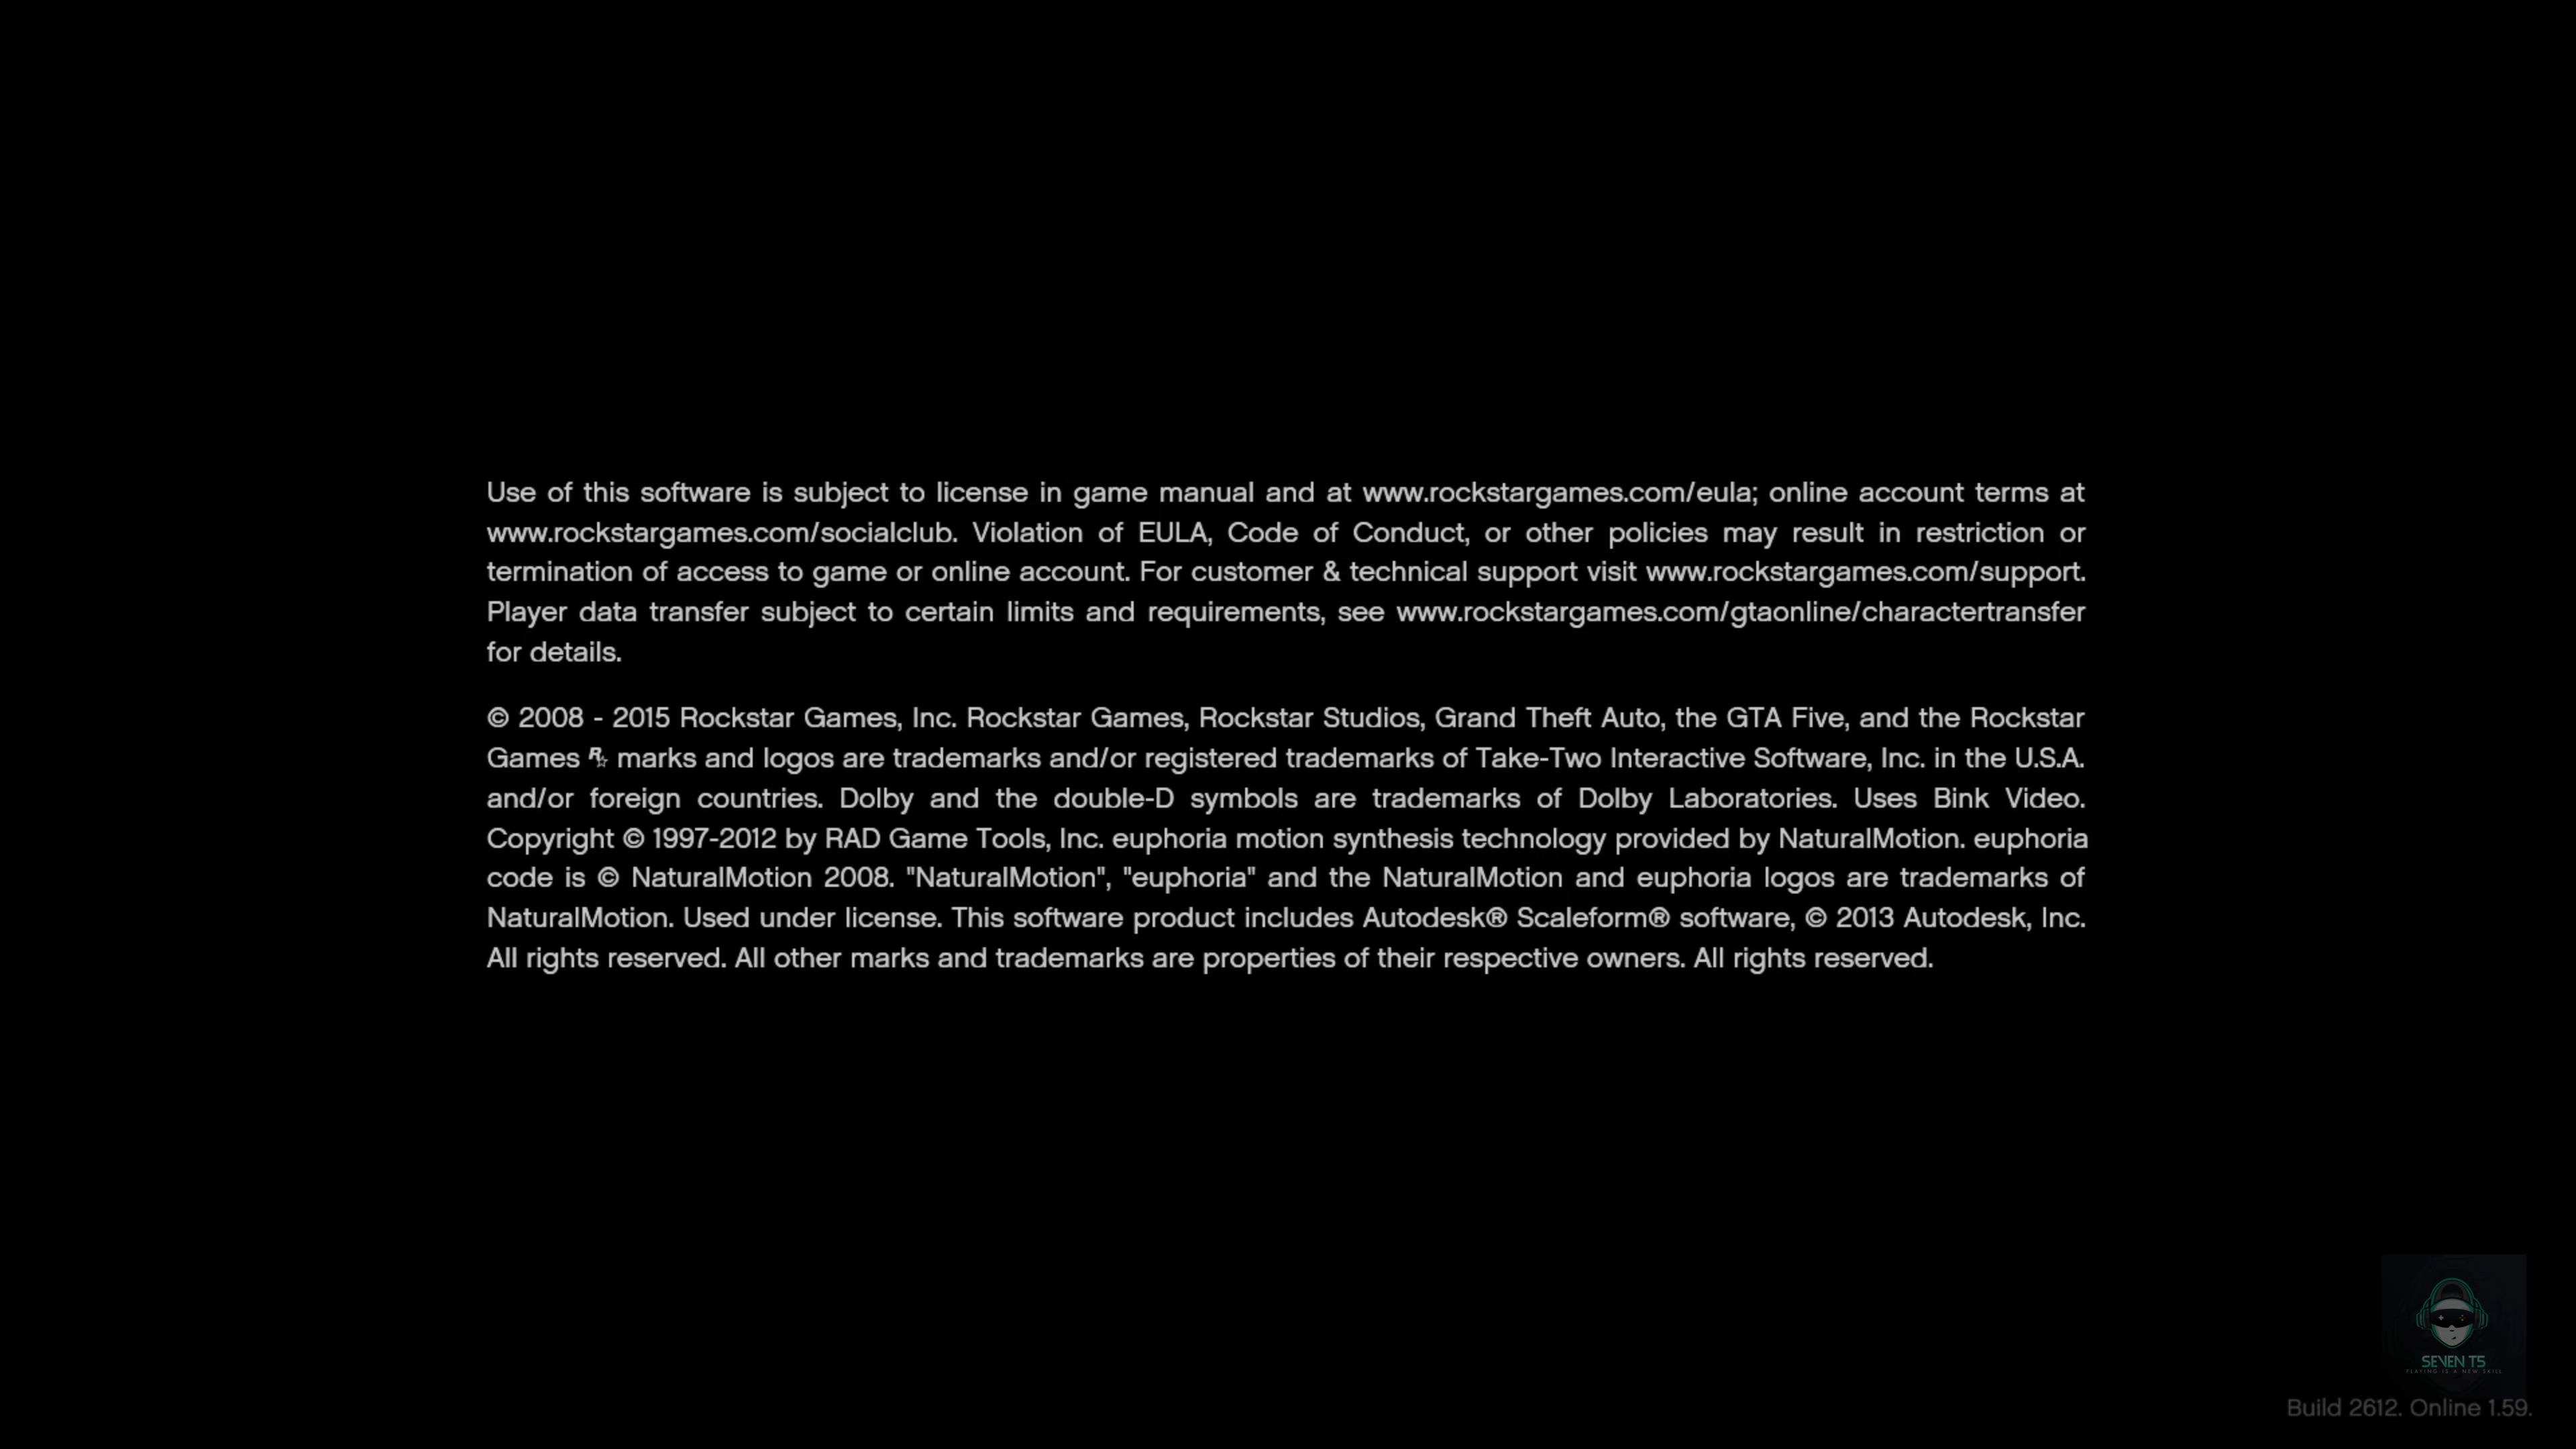 Use of this software is subject to license in game manual and at www.rockstargames.com/eula; online account terms at
www.rockstargames.com/socialclub. Violation of EULA, Code of Conduct, or other policies may result in restriction or
termination of access to game or online account. For customer & technical support visit www.rockstargames.com/support.
Player data transfer subject to certain limits and requirements, see www.rockstargames.com/gtaonline/charactertransfer
for details.
© 2008 - 2015 Rockstar Games, Inc. Rockstar Games, Rockstar Studios, Grand Theft Auto, the GTA Five, and the Rockstar
Games R* marks and logos are trademarks and/or registered trademarks of Take-Two Interactive Software, Inc. in the U.S.A.
and/or foreign countries. Dolby and the double-D symbols are trademarks of Dolby Laboratories. Uses Bink Video.
Copyright © 1997-2012 by RAD Game Tools, Inc. euphoria motion synthesis technology provided by NaturalMotion. euphoria
code is © NaturalMotion 2008. "NaturalMotion", "euphoria" and the NaturalMotion and euphoria logos are trademarks of
NaturalMotion. Used under license. This software product includes Autodesk® Scaleform® software, © 2013 Autodesk, Inc.
All rights reserved. All other marks and trademarks are properties of their respective owners. All rights reserved.
SEVEN T5
PLAYING IS A NEW SKILL
Build 2612. Online 1.59.